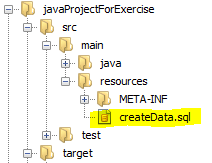 javaProjectForExercise
src
main
java
resources
META-INF
createData.sql
test
target